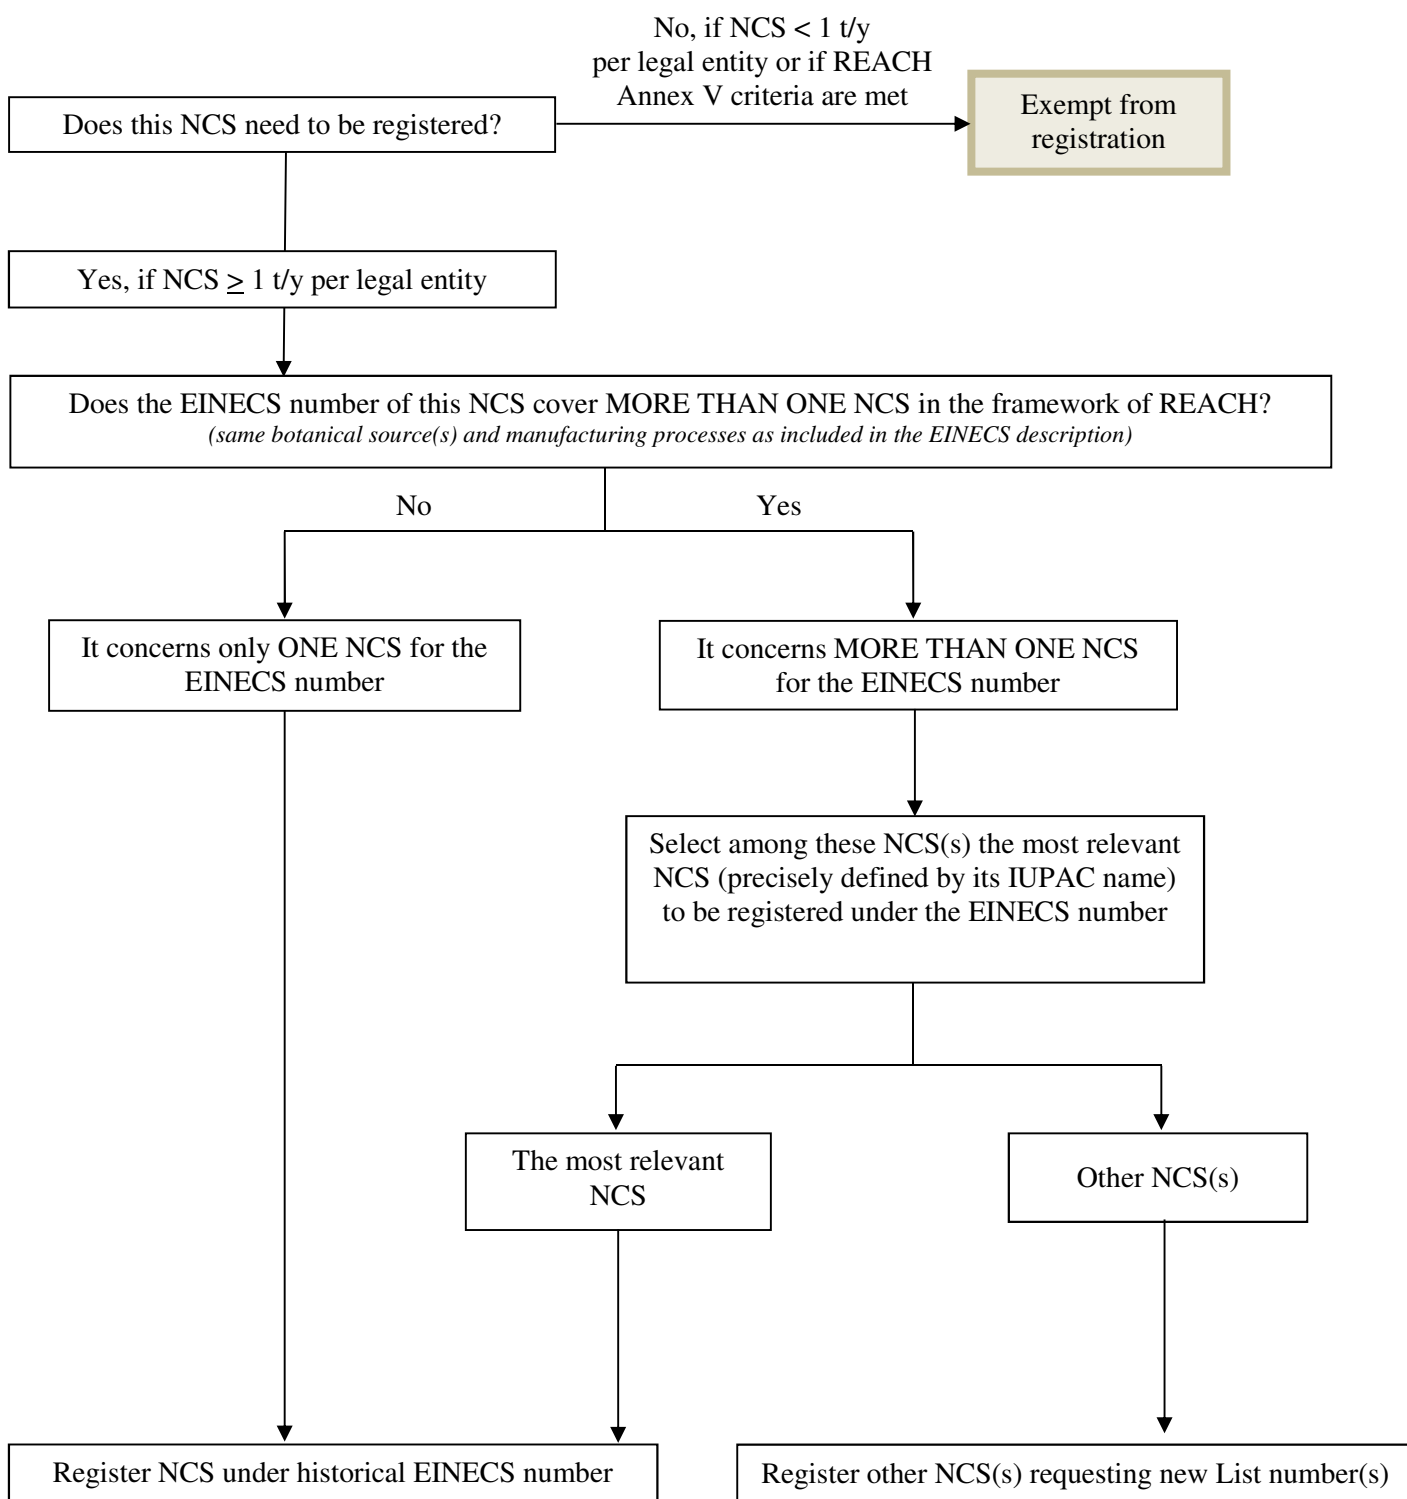 No, if NCS < 1 t/y
per legal entity or if REACH
Annex V criteria are met
Does this NCS need to be registered?
Exempt from
registration
Yes, if NCS ≥ 1 t/y per legal entity
Does the EINECS number of this NCS cover MORE THAN ONE NCS in the framework of REACH?
(same botanical source(s) and manufacturing processes as included in the EINECS description)
No
Yes
It concerns only ONE NCS for the
EINECS number
It concerns MORE THAN ONE NCS
for the EINECS number
Select among these NCS(s) the most relevant
NCS (precisely defined by its IUPAC name)
to be registered under the EINECS number
The most relevant
NCS
Other NCS(s)
Register NCS under historical EINECS number
Register other NCS(s) requesting new List number(s)